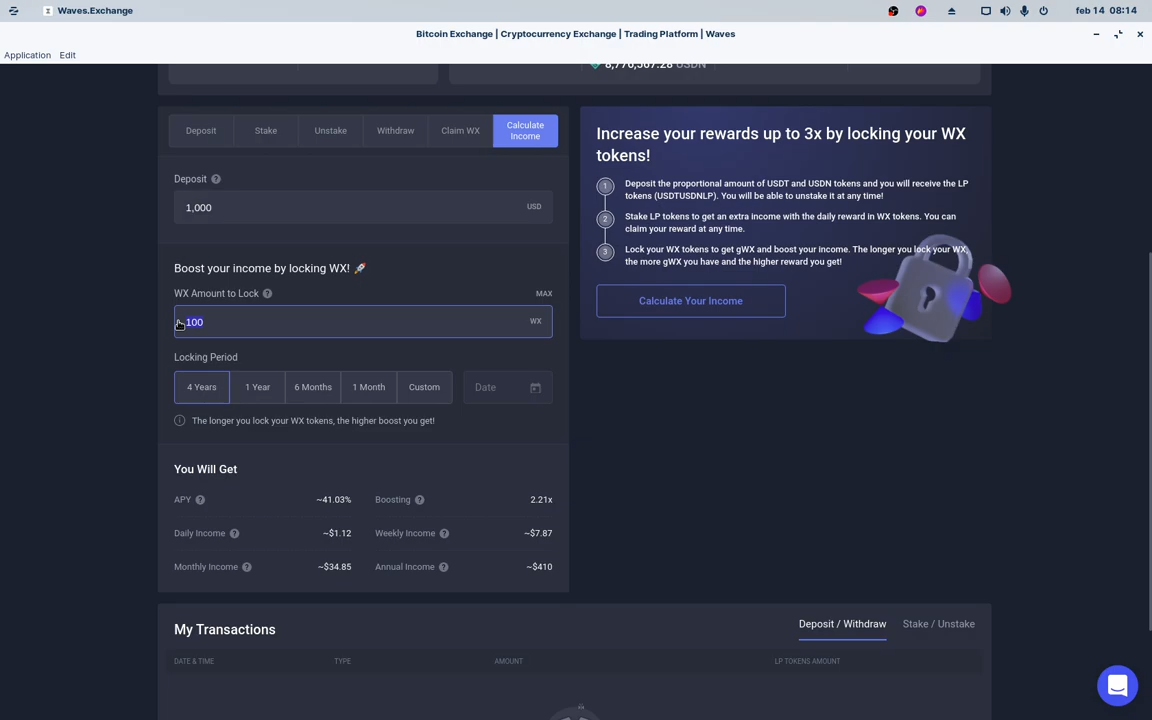 Waves.Exchange
feb 14 08:14
Bitcoin Exchange | Cryptocurrency Exchange | Trading Platform | Waves
Application Edit
8,776,567.28 USDN
Deposit
Stake
Unstake
Withdraw
Claim WX
Calculate
Income
Deposit ?
1,000 USD
Boost your income by locking WX! 🚀
WX Amount to Lock ? MAX
100 WX
Locking Period
4 Years 1 Year 6 Months 1 Month Custom Date
The longer you lock your WX tokens, the higher boost you get!
You Will Get
APY ? ~41.03% Boosting ? 2.21x
Daily Income ? ~$1.12 Weekly Income ? ~$7.87
Monthly Income ? ~$34.85 Annual Income ? ~$410
Increase your rewards up to 3x by locking your WX
tokens!
1 Deposit the proportional amount of USDT and USDN tokens and you will receive the LP
tokens (USDTUSDNLP). You will be able to unstake it at any time!
2 Stake LP tokens to get an extra income with the daily reward in WX tokens. You can
claim your reward at any time.
3 Lock your WX tokens to get gWX and boost your income. The longer you lock your WX,
the more gWX you have and the higher reward you get!
Calculate Your Income
My Transactions
Deposit / Withdraw Stake / Unstake
DATE & TIME TYPE AMOUNT LP TOKENS AMOUNT